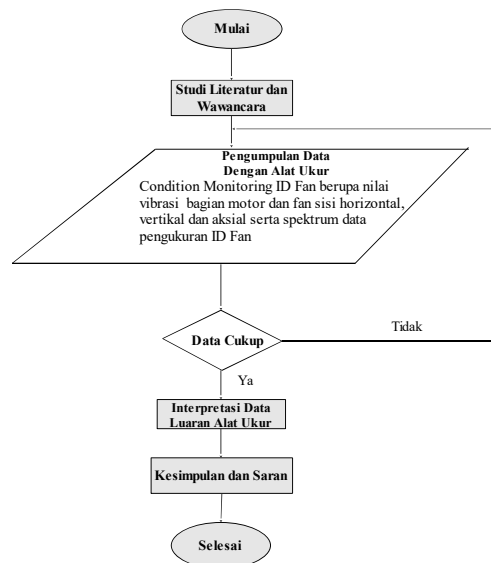 Mulai
Studi Literatur dan
Wawancara
Pengumpulan Data
Dengan Alat Ukur
Condition Monitoring ID Fan berupa nilai
vibrasi bagian motor dan fan sisi horizontal,
vertikal dan aksial serta spektrum data
pengukuran ID Fan
Data Cukup
Tidak
Ya
Interpretasi Data
Luaran Alat Ukur
Kesimpulan dan Saran
Selesai